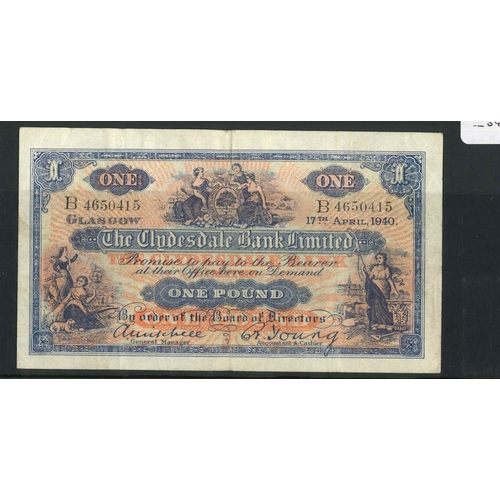 ONE ONE
B 4650415 B 4650415
GLASGOW 17TH APRIL, 1940.
The Clydesdale Bank Limited
Promise to pay to the Bearer
at their Office here, on Demand
ONE POUND
By order of the Board of Directors
R. Young
General Manager Accountant & Cashier